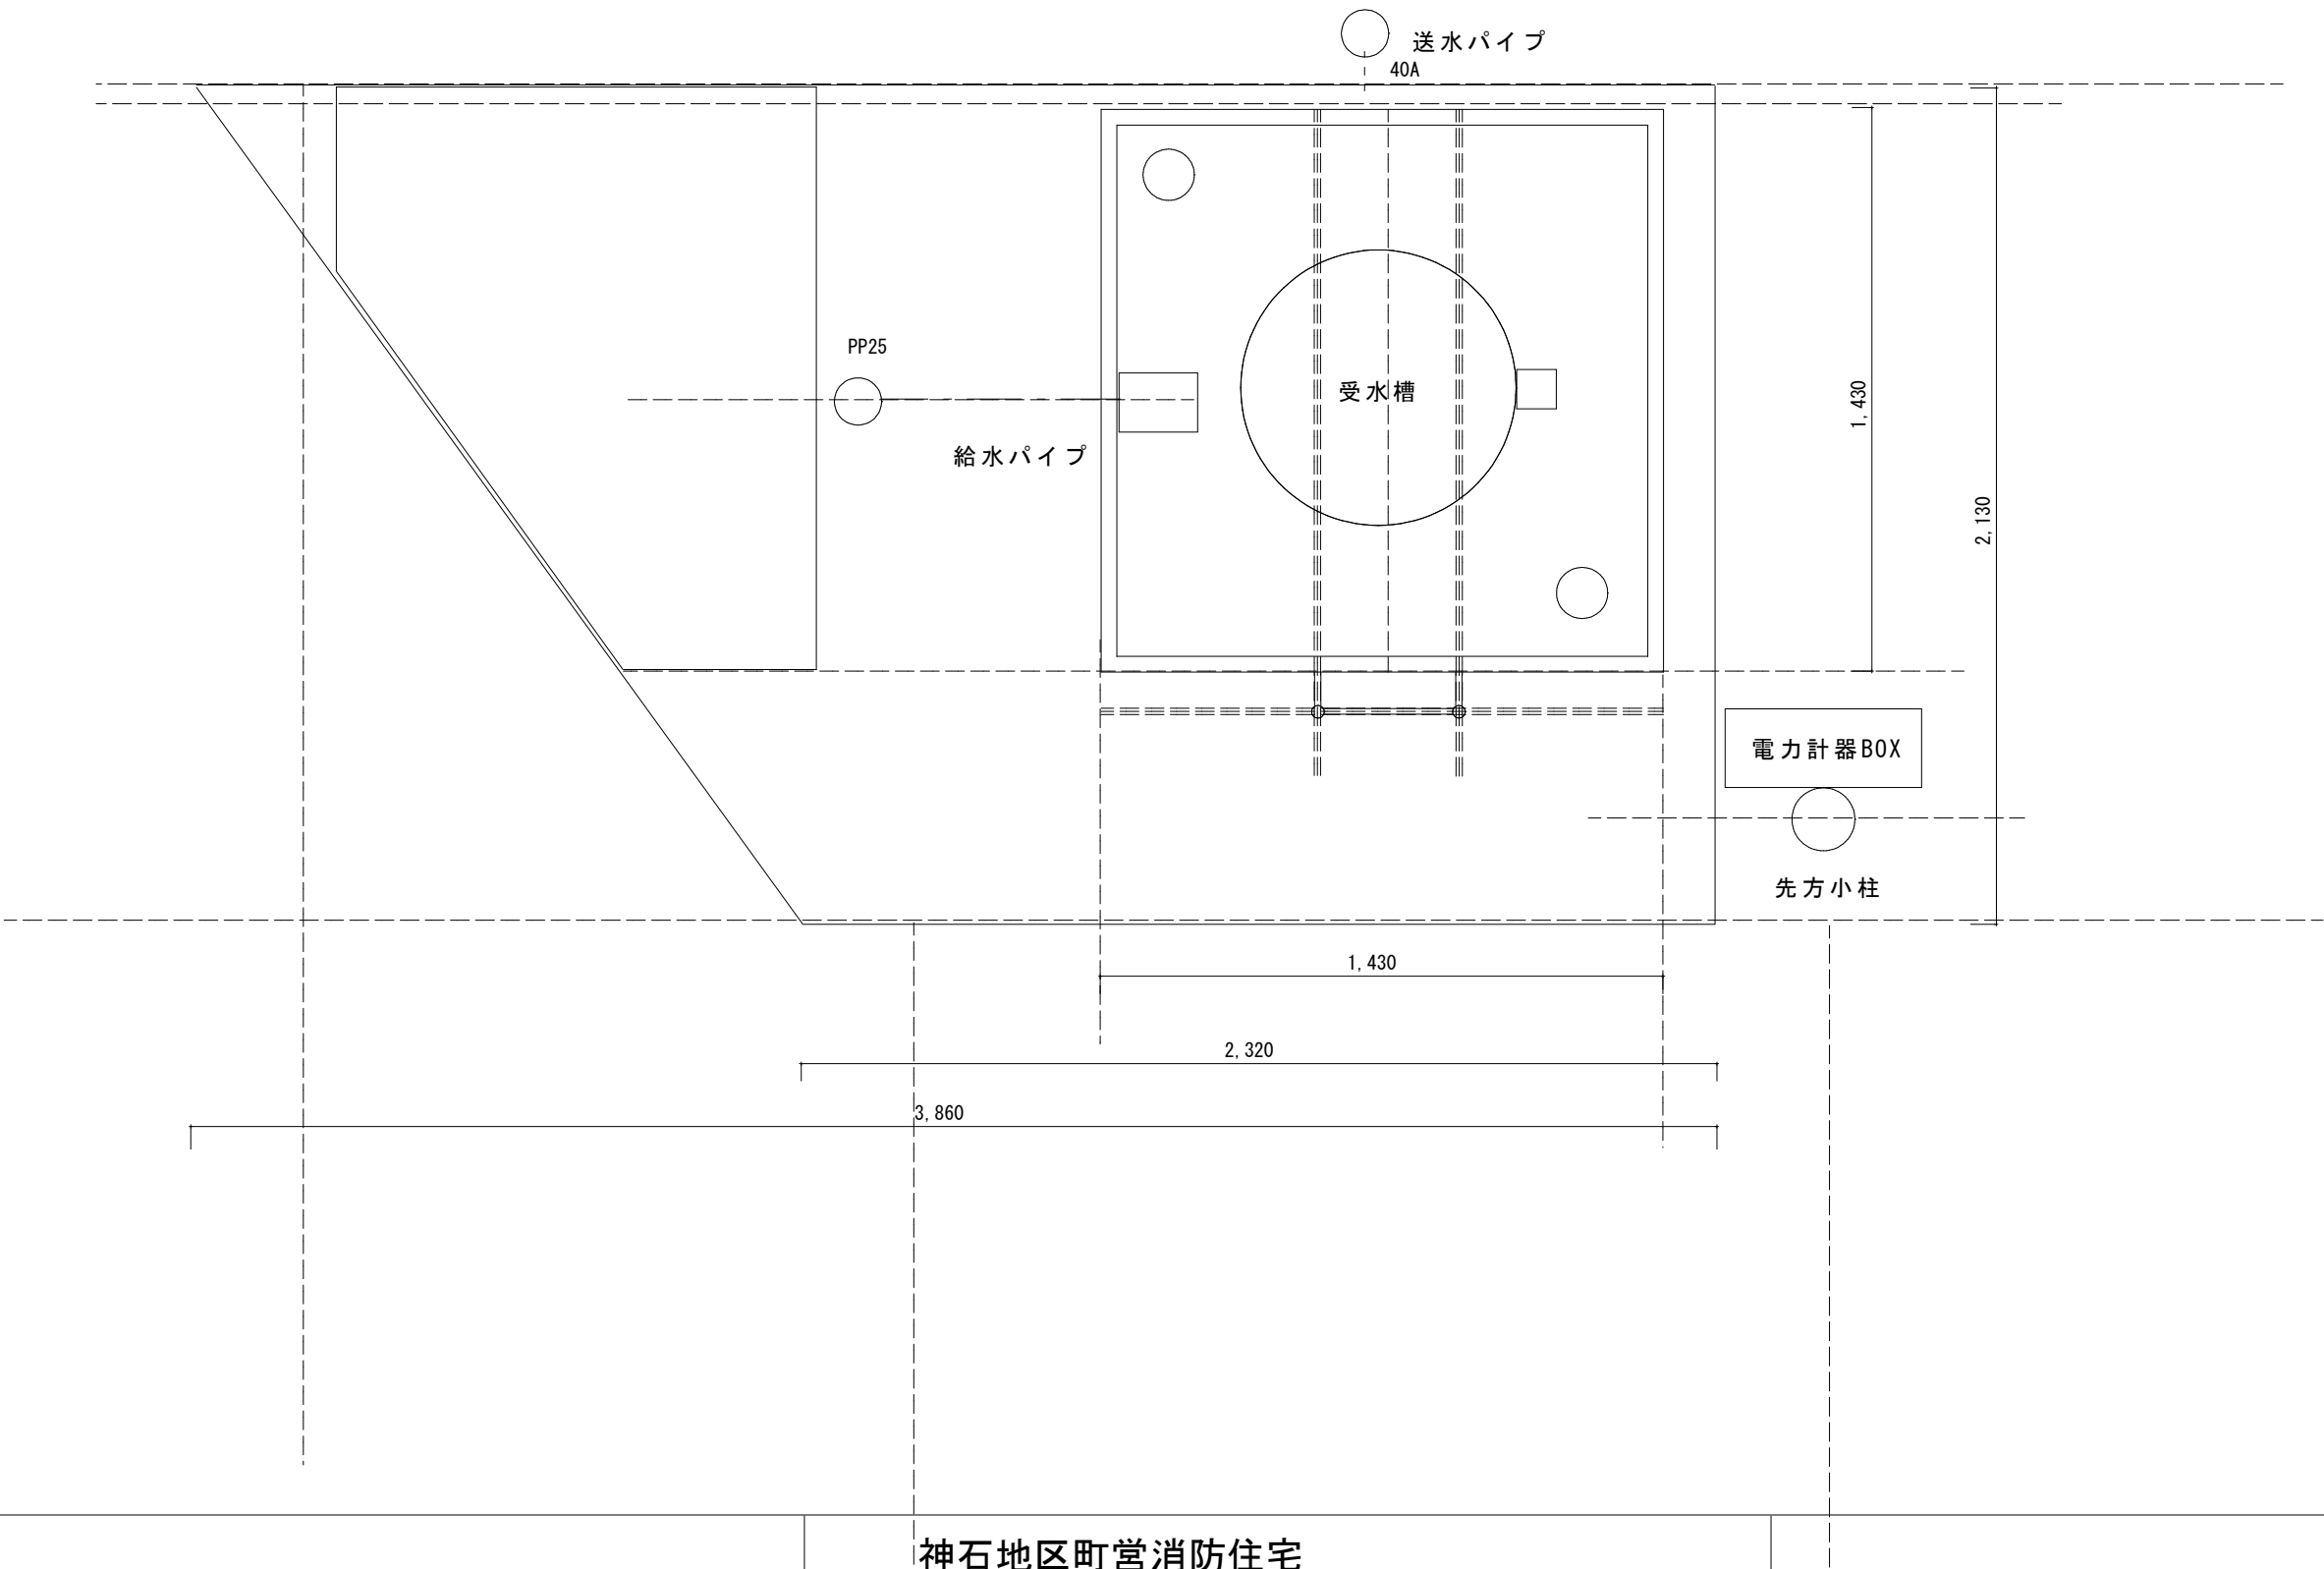 送水パイプ
40A
PP25
受水槽
1,430
給水パイプ
2,130
電力計器BOX
先方小柱
1,430
2,320
3,860
神石地区町営消防住宅